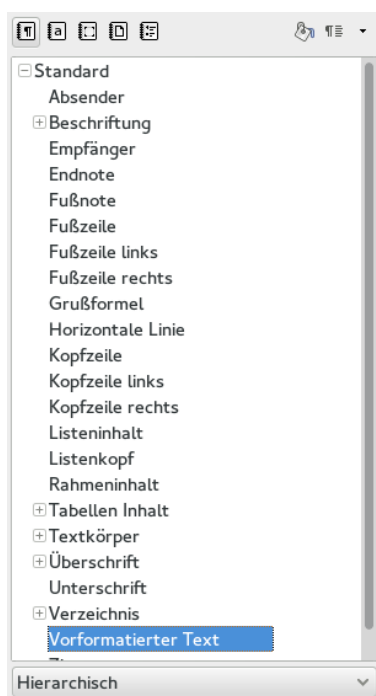 Standard
Absender
Beschriftung
Empfänger
Endnote
Fußnote
Fußzeile
Fußzeile links
Fußzeile rechts
Grußformel
Horizontale Linie
Kopfzeile
Kopfzeile links
Kopfzeile rechts
Listeninhalt
Listenkopf
Rahmeninhalt
Tabellen Inhalt
Textkörper
Überschrift
Unterschrift
Verzeichnis
Vorformatierter Text
Hierarchisch